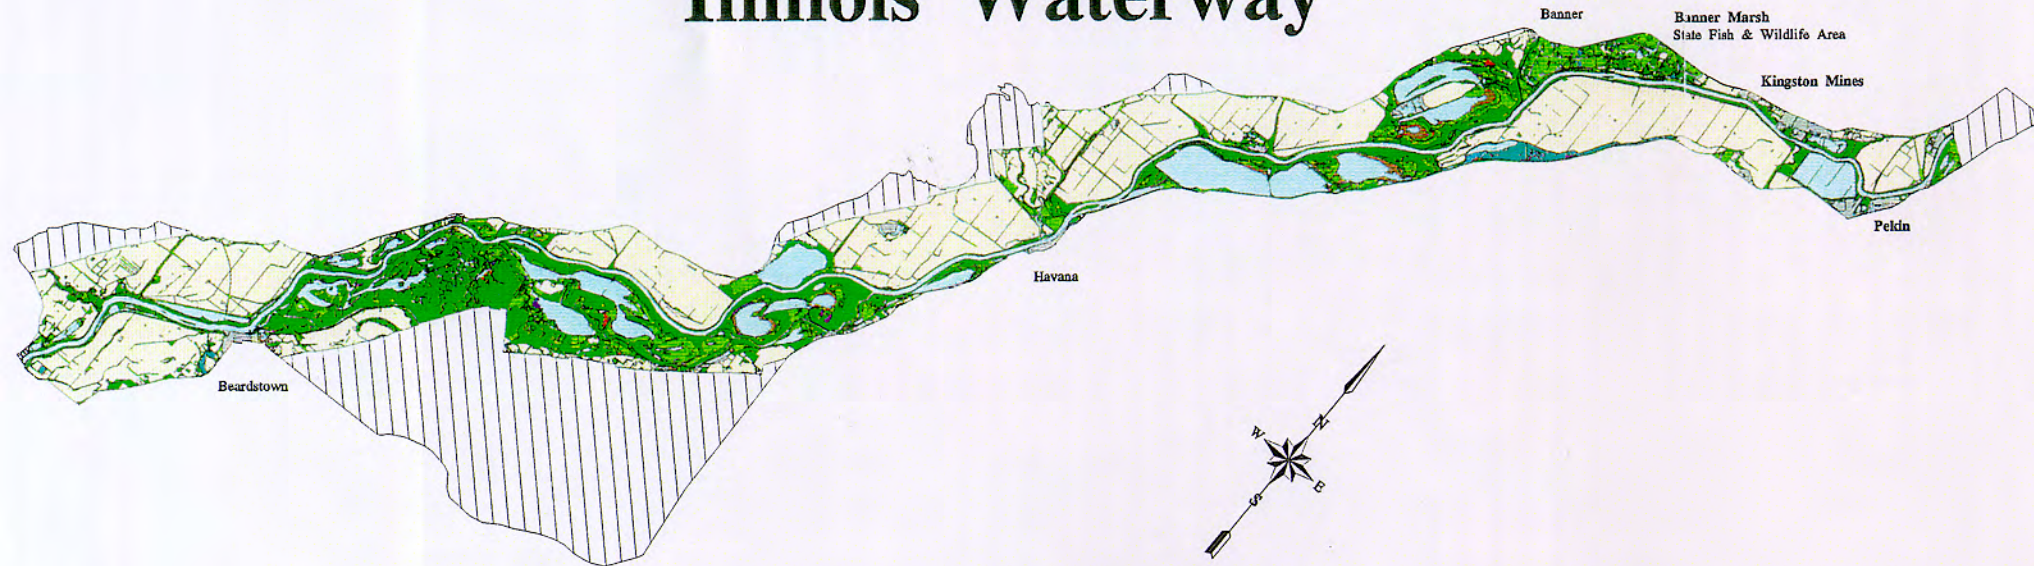 Illinois Waterway
Banner
Banner Marsh
State Fish & Wildlife Area
Kingston Mines
Pekin
Havana
Beardstown
N
W
E
S